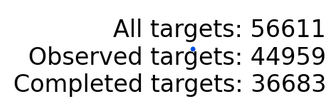 All targets: 56611
Observed targets: 44959
Completed targets: 36683